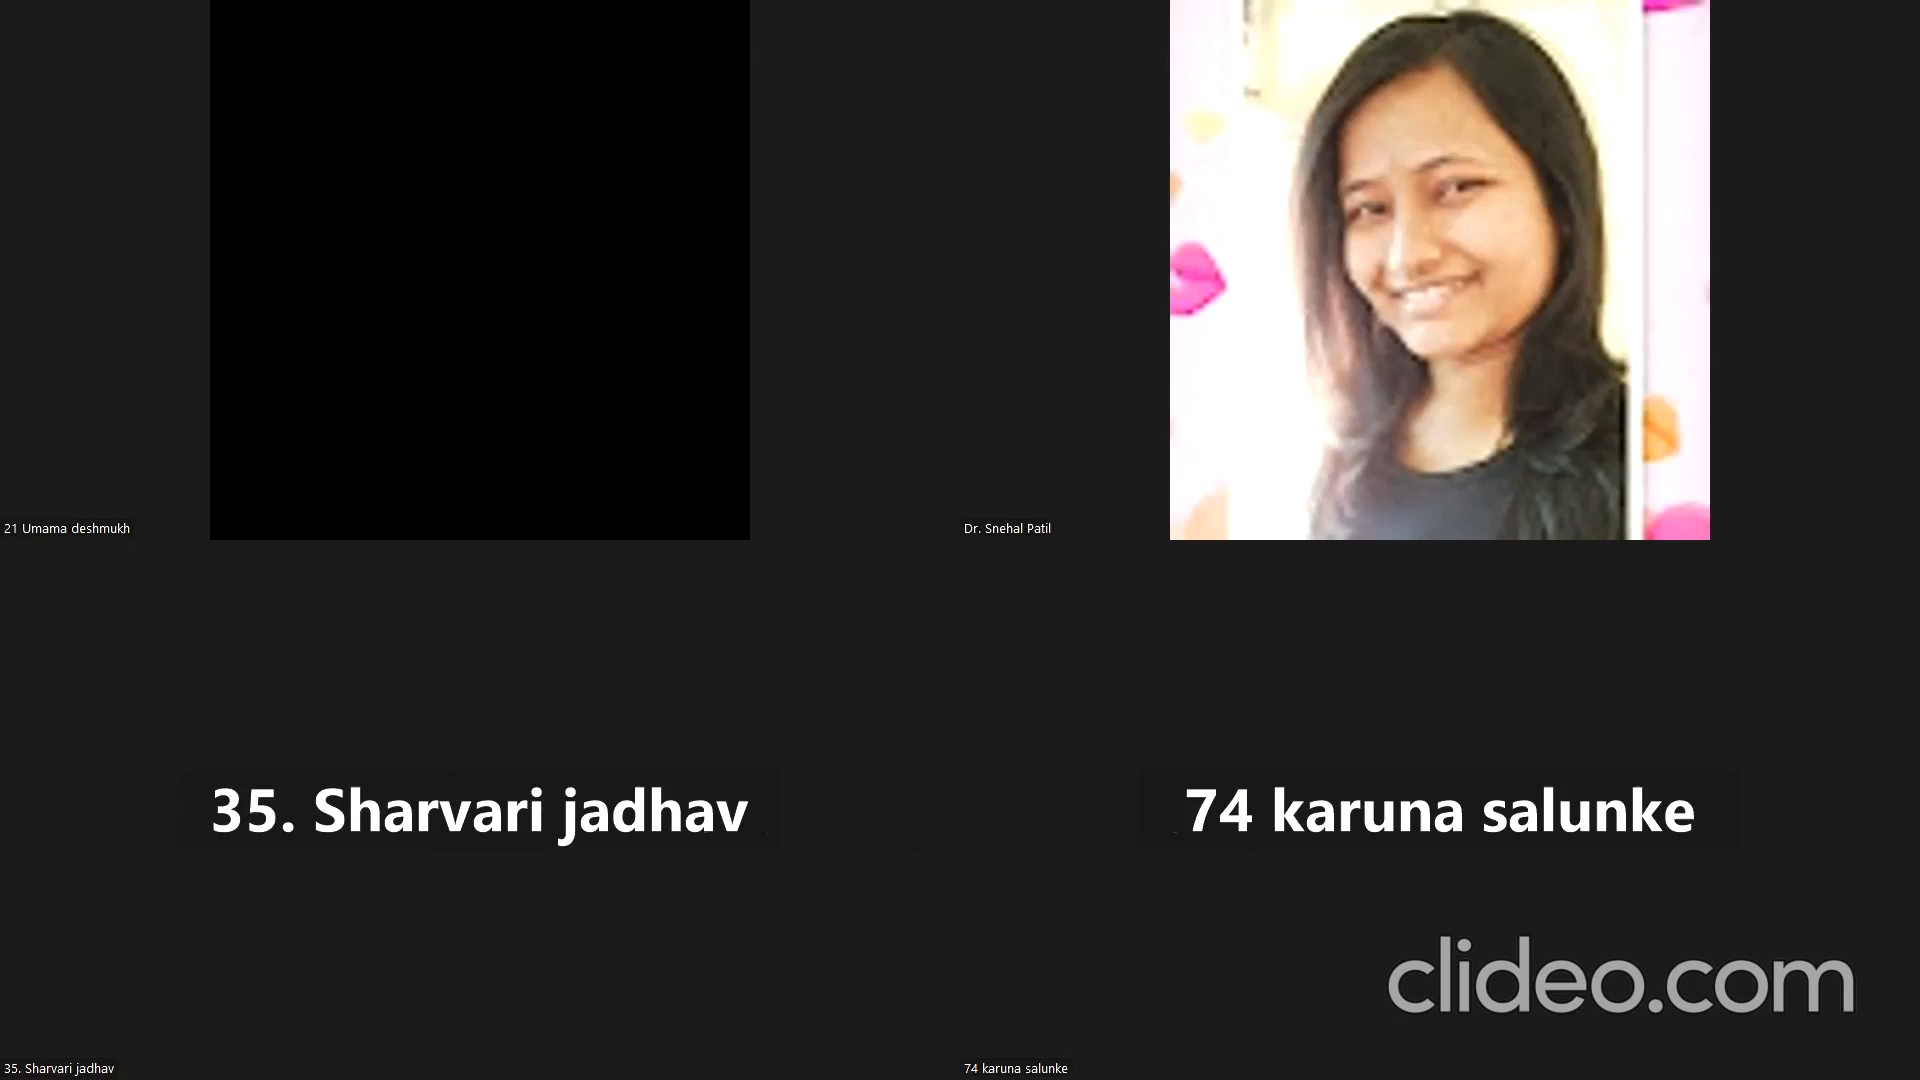 21 Umama deshmukh
Dr. Snehal Patil
35. Sharvari jadhav
74 karuna salunke
clideo.com
35. Sharvari jadhav
74 karuna salunke